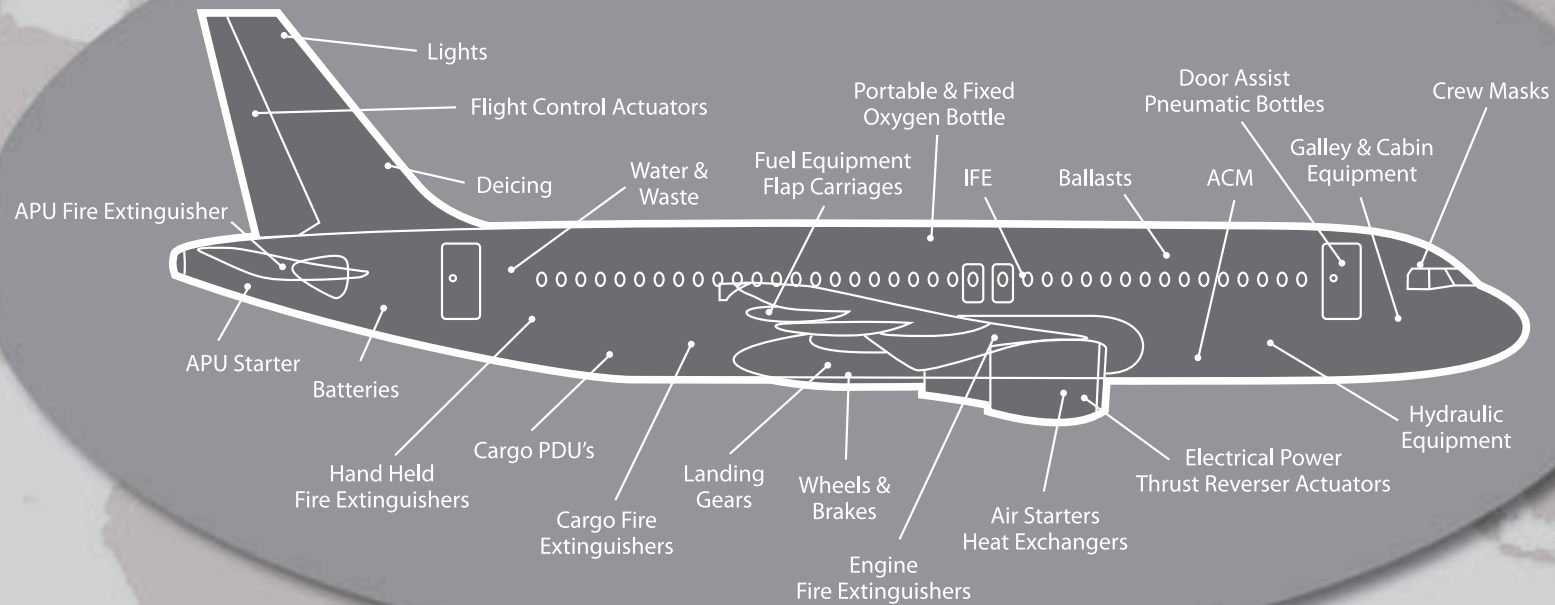 Lights
Flight Control Actuators
Deicing
Water &
Waste
APU Fire Extinguisher
Portable & Fixed
Oxygen Bottle
Fuel Equipment
Flap Carriages
IFE
Ballasts
ACM
Door Assist
Pneumatic Bottles
Galley & Cabin
Equipment
Crew Masks
APU Starter
Batteries
Hand Held
Fire Extinguishers
Cargo PDU's
Cargo Fire
Extinguishers
Landing
Gears
Wheels &
Brakes
Engine
Fire Extinguishers
Air Starters
Heat Exchangers
Electrical Power
Thrust Reverser Actuators
Hydraulic
Equipment